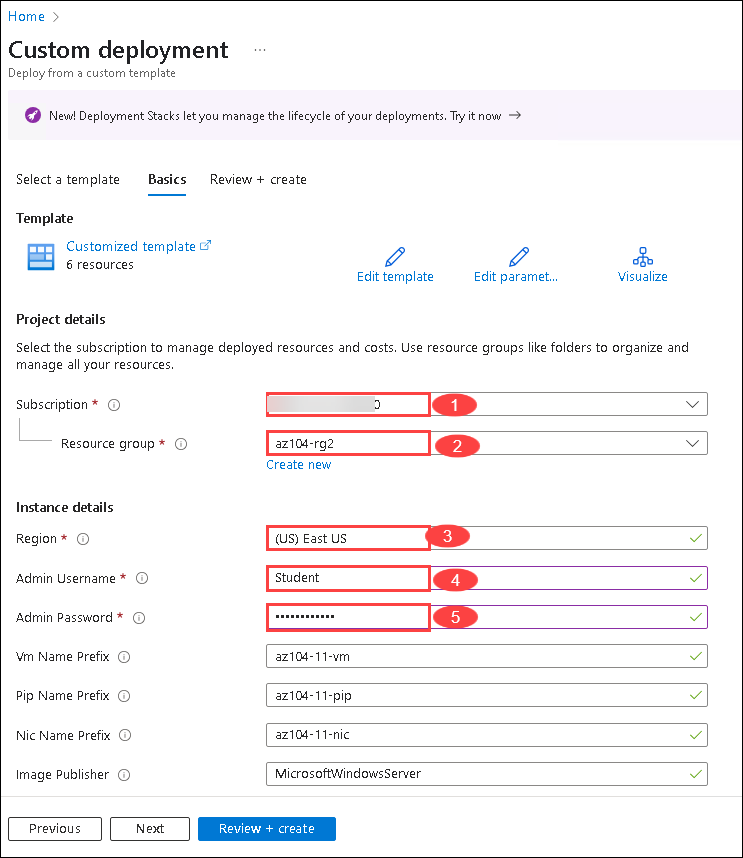 Home >
Custom deployment ...
Deploy from a custom template
New! Deployment Stacks let you manage the lifecycle of your deployments. Try it now →
Select a template Basics Review + create
Template
Customized template
6 resources
Edit template Edit paramet... Visualize
Project details
Select the subscription to manage deployed resources and costs. Use resource groups like folders to organize and
manage all your resources.
Subscription * 1
Resource group * az104-rg2 2
Create new
Instance details
Region * (US) East US 3
Admin Username * Student 4
Admin Password * •••••••••••• 5
Vm Name Prefix az104-11-vm
Pip Name Prefix az104-11-pip
Nic Name Prefix az104-11-nic
Image Publisher MicrosoftWindowsServer
Previous Next Review + create